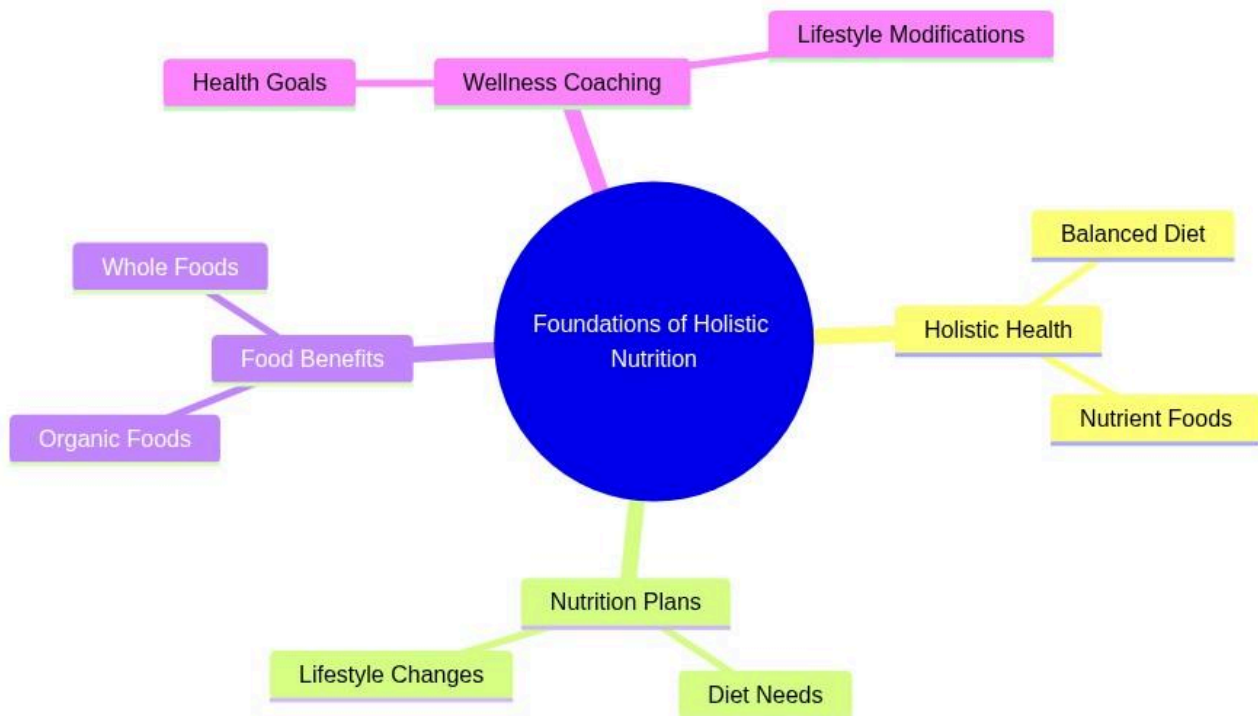 Lifestyle Modifications
Health Goals
Wellness Coaching
Balanced Diet
Whole Foods
Foundations of Holistic
Nutrition
Holistic Health
Food Benefits
Nutrient Foods
Organic Foods
Nutrition Plans
Lifestyle Changes
Diet Needs